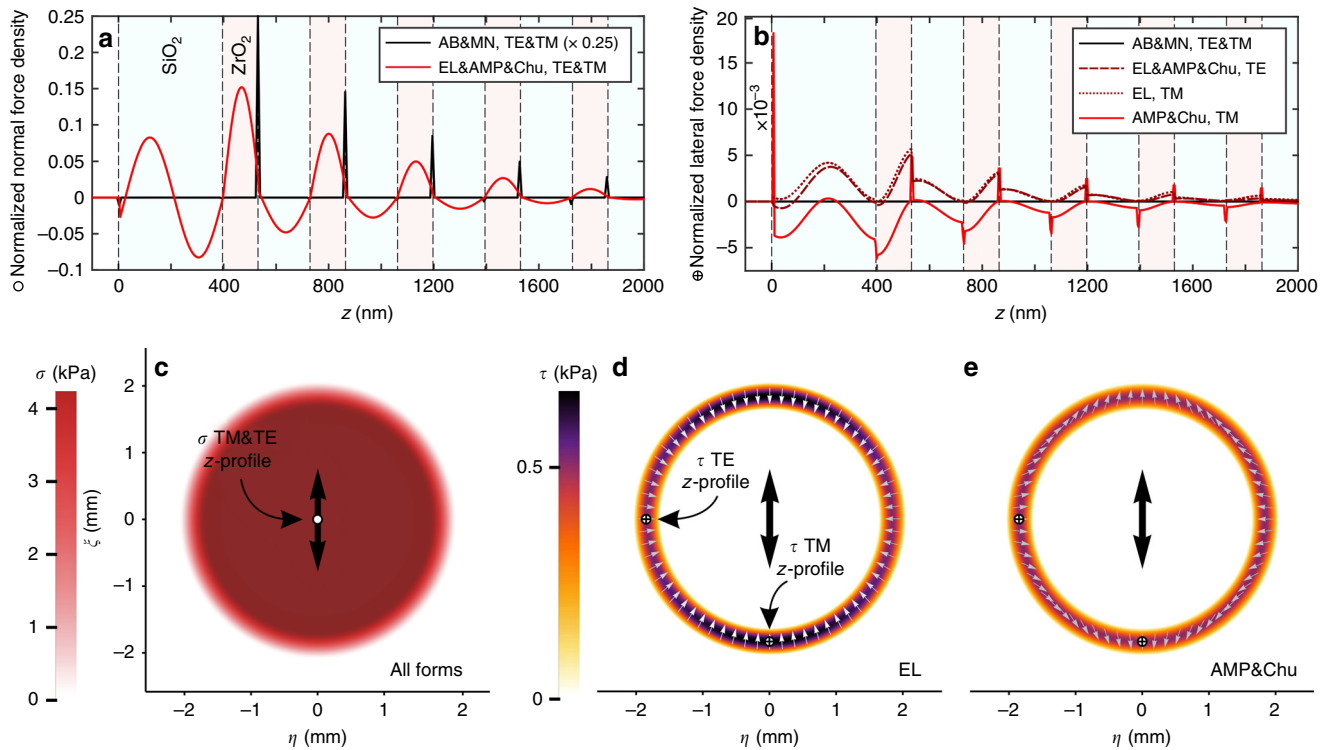 a
Normalized normal force density
0.25
0.20
0.15
0.10
0.05
0
−0.05
−0.1
SiO2
ZrO2
AB&MN, TE&TM (× 0.25)
EL&AMP&Chu, TE&TM
0
400
800
1200
1600
2000
z (nm)
b
Normalized lateral force density
×10−3
20
15
10
5
0
−5
AB&MN, TE&TM
EL&AMP&Chu, TE
EL, TM
AMP&Chu, TM
0
400
800
1200
1600
2000
z (nm)
σ (kPa)
4
3
2
1
0
c
ξ (mm)
2
1
0
−1
−2
σ TM&TE
z-profile
All forms
−2
−1
0
1
2
η (mm)
τ (kPa)
0.5
0
d
τ TE
z-profile
τ TM
z-profile
EL
−2
−1
0
1
2
η (mm)
e
AMP&Chu
−2
−1
0
1
2
η (mm)